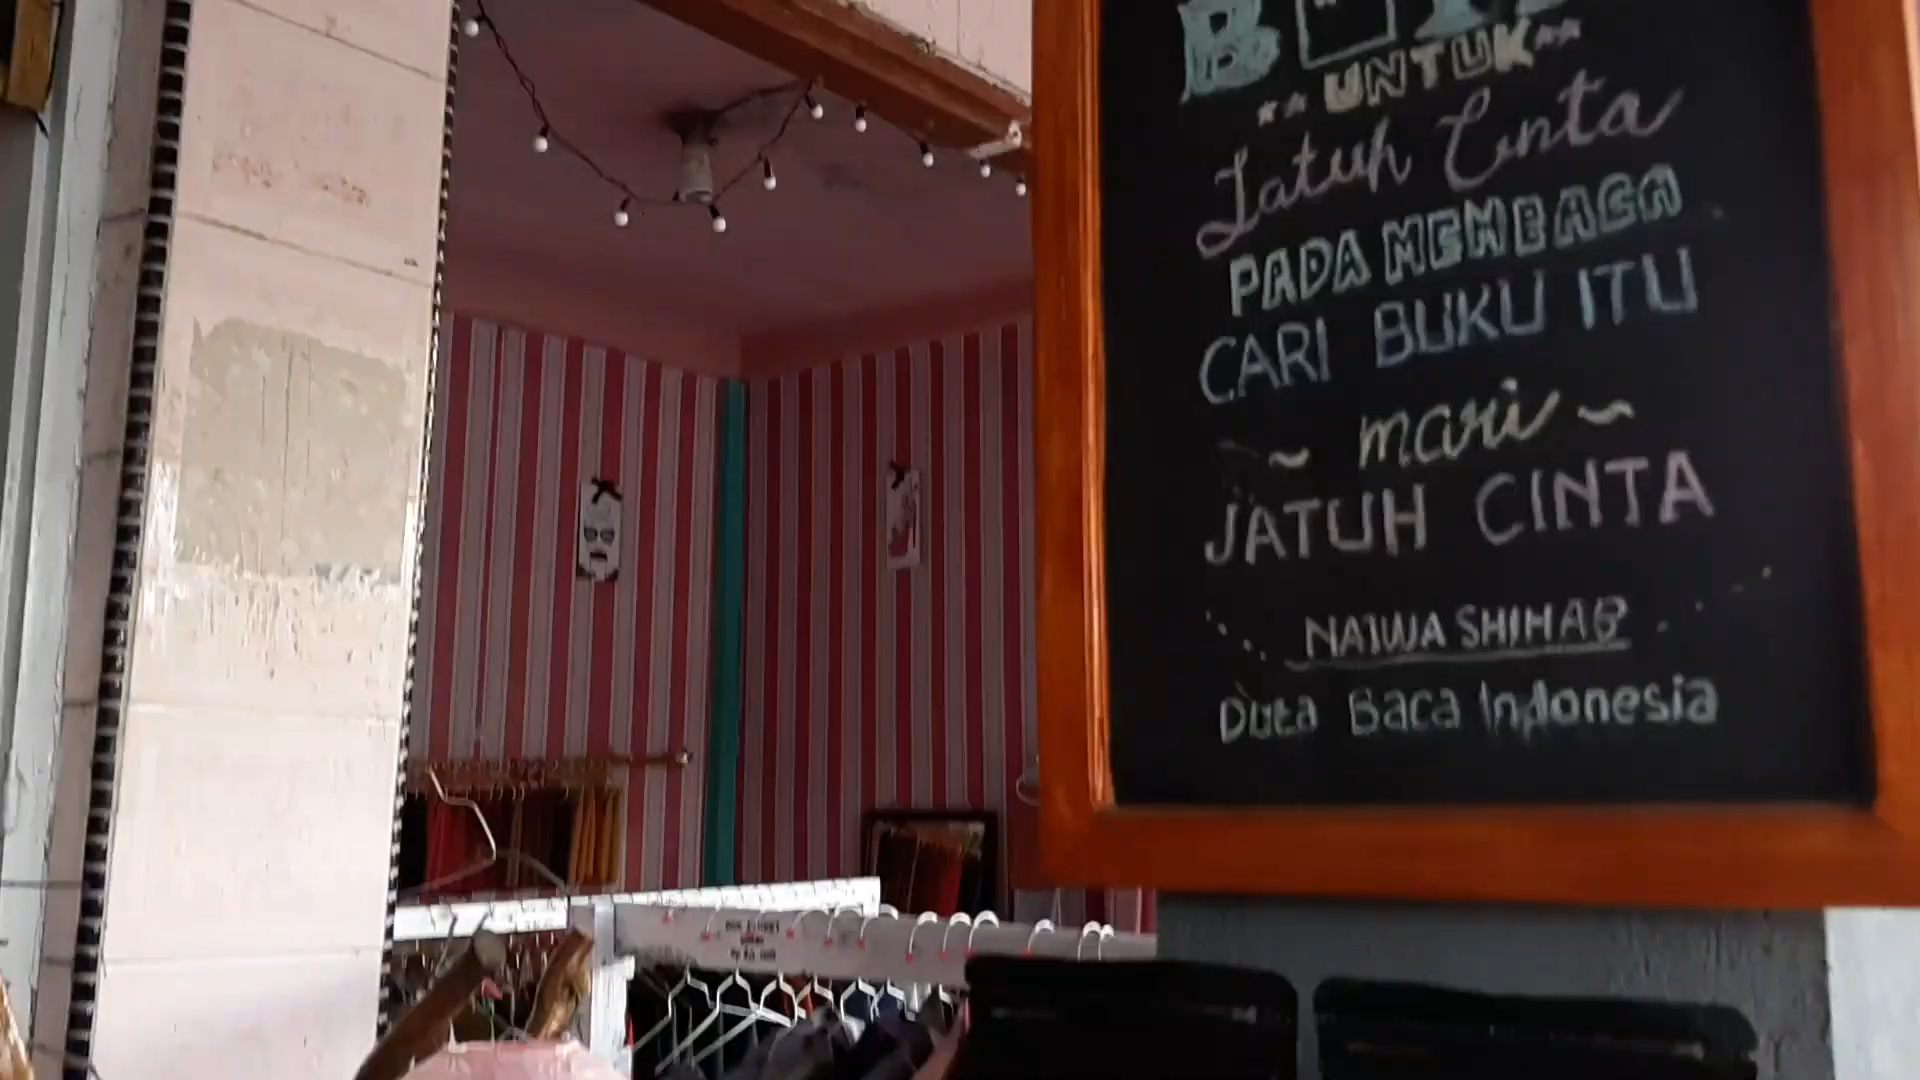 UNTUK
Jatuh Cinta
PADA MEMBACA
CARI BUKU ITU
~ mari ~
JATUH CINTA
NAJWA SHIHAB
Duta Baca Indonesia